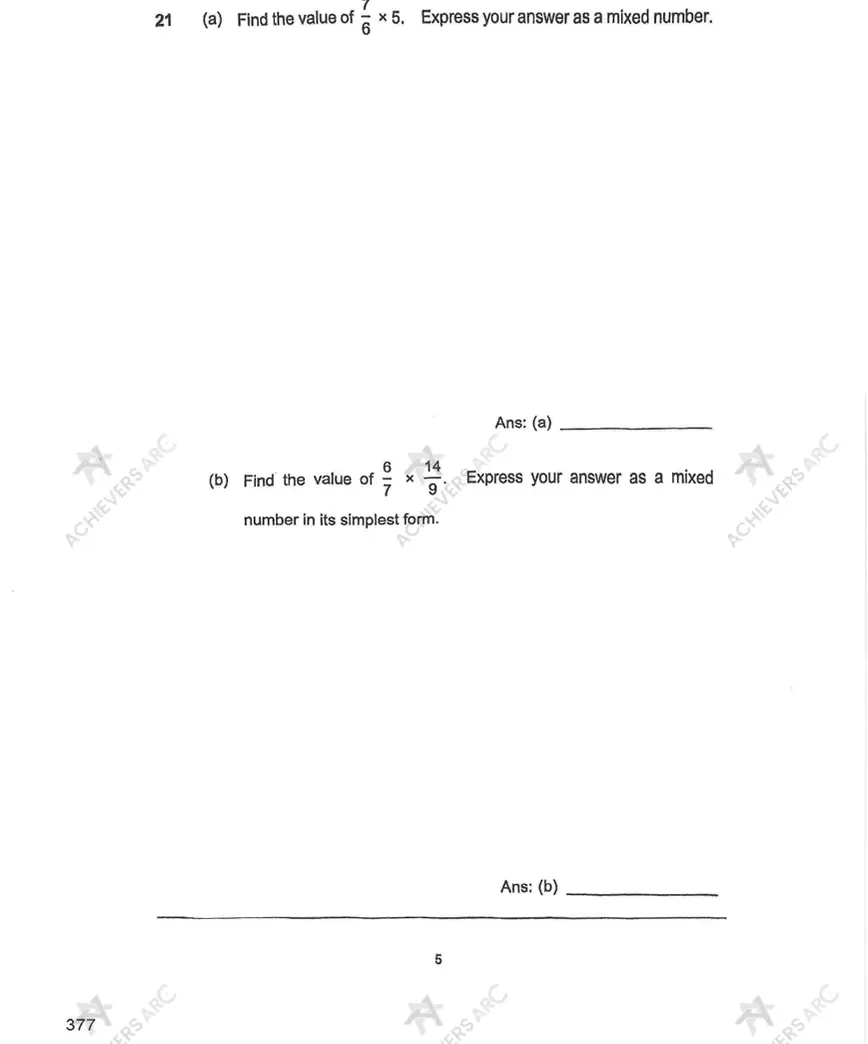 21 (a) Find the value of 7/6 × 5. Express your answer as a mixed number.
Ans: (a)
(b) Find the value of 6/7 × 14/9. Express your answer as a mixed
number in its simplest form.
ACHIEVERS ARC
ACHIEVERS ARC
ACHIEVERS ARC
Ans: (b)
5
377